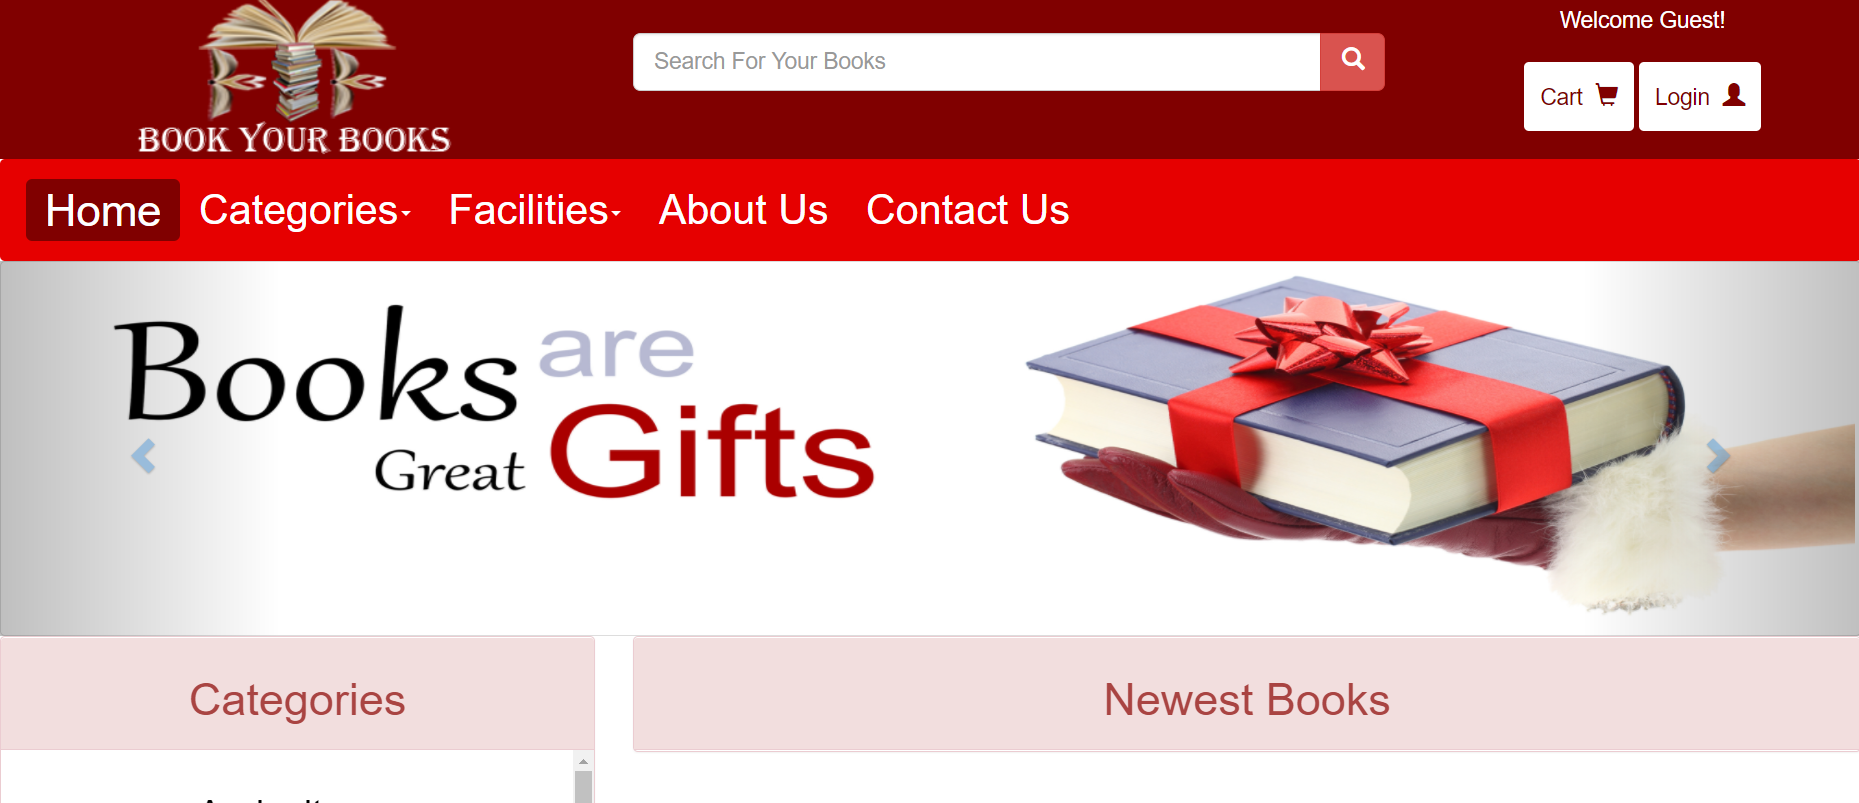 Welcome Guest!
Search For Your Books
Cart
Login
BOOK YOUR BOOKS
Home
Categories
Facilities
About Us
Contact Us
Books are
Great Gifts
Categories
Newest Books